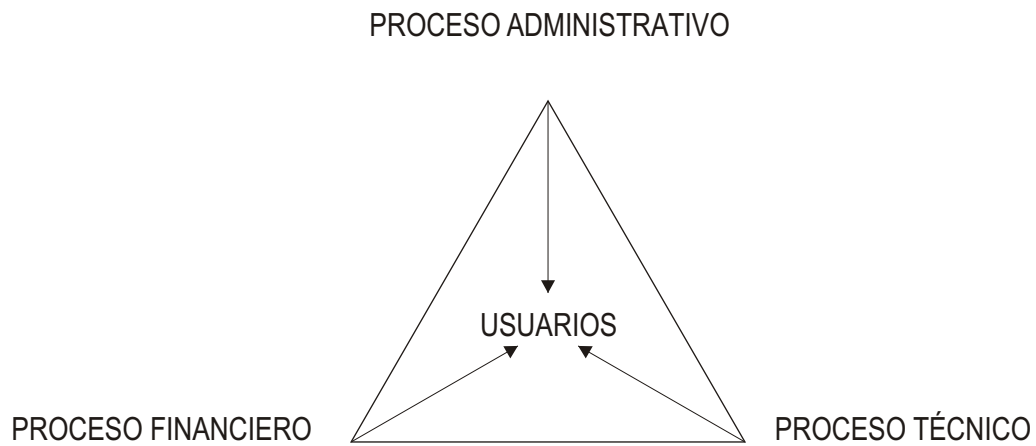 PROCESO ADMINISTRATIVO
USUARIOS
PROCESO FINANCIERO
PROCESO TÉCNICO